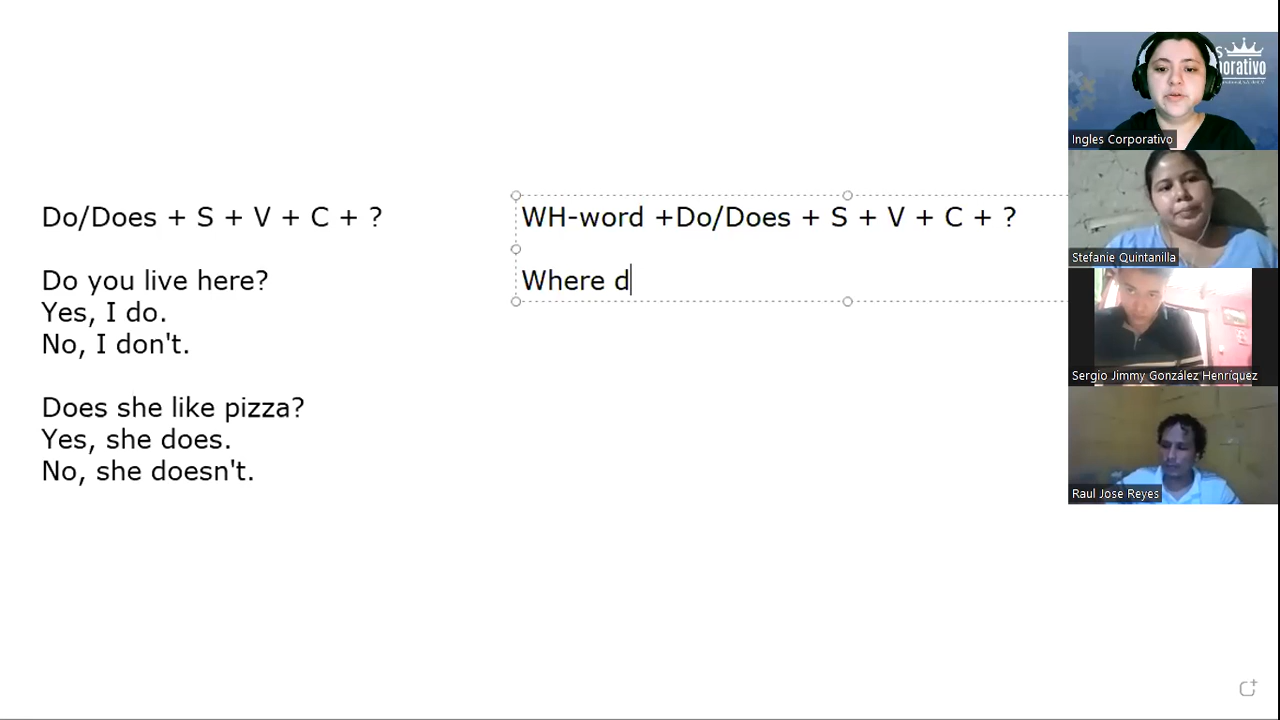 Do/Does + S + V + C + ?
Do you live here?
Yes, I do.
No, I don't.
Does she like pizza?
Yes, she does.
No, she doesn't.
WH-word +Do/Does + S + V + C + ?
Where d
Ingles Corporativo
Stefanie Quintanilla
Sergio Jimmy González Henríquez
Raul Jose Reyes